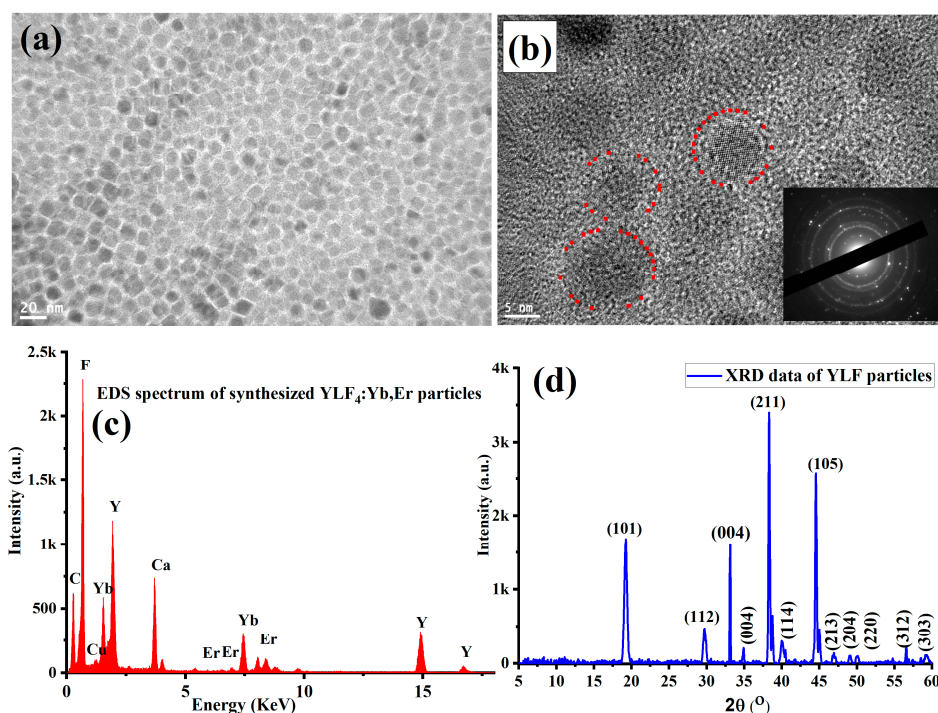 (a)
20 nm
(b)
5 nm
2.5k
2k
1.5k
1k
500
0
Intensity (a.u.)
F
EDS spectrum of synthesized YLF₄:Yb,Er particles
(c)
C
Cu
Yb
Y
Ca
Er
Er
Yb
Er
Y
Y
0
5
10
15
Energy (KeV)
4k
3k
2k
1k
0
Intensity (a.u.)
(d)
XRD data of YLF particles
(101)
(112)
(004)
(004)
(211)
(114)
(105)
(213)
(204)
(220)
(312)
(303)
5
10
15
20
25
30
35
40
45
50
55
60
2θ (O)